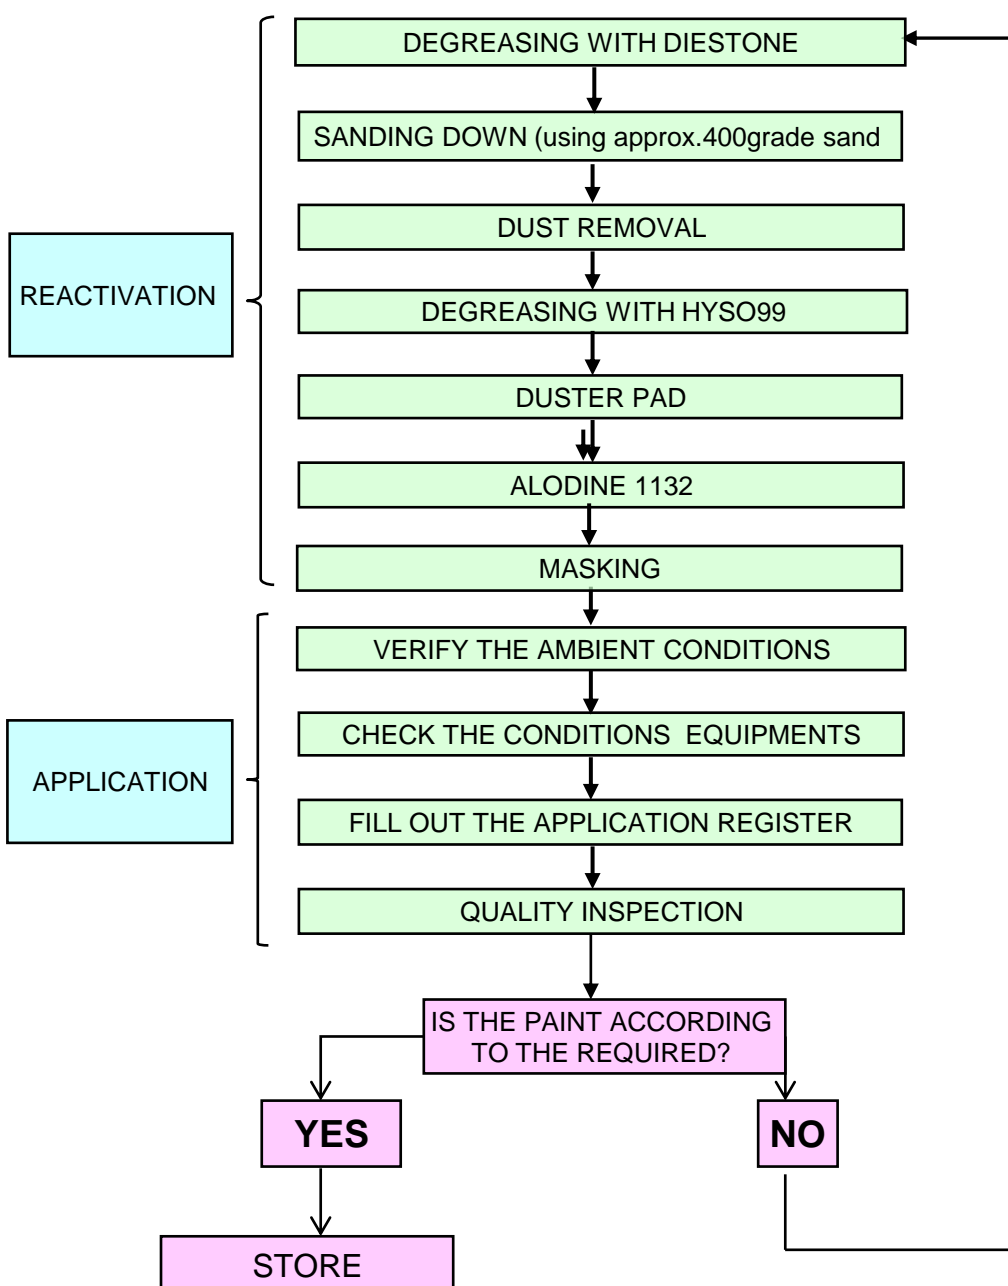 DEGREASING WITH DIESTONE
SANDING DOWN (using approx.400grade sand
DUST REMOVAL
REACTIVATION
DEGREASING WITH HYSO99
DUSTER PAD
ALODINE 1132
MASKING
VERIFY THE AMBIENT CONDITIONS
CHECK THE CONDITIONS EQUIPMENTS
APPLICATION
FILL OUT THE APPLICATION REGISTER
QUALITY INSPECTION
IS THE PAINT ACCORDING
TO THE REQUIRED?
YES
NO
STORE